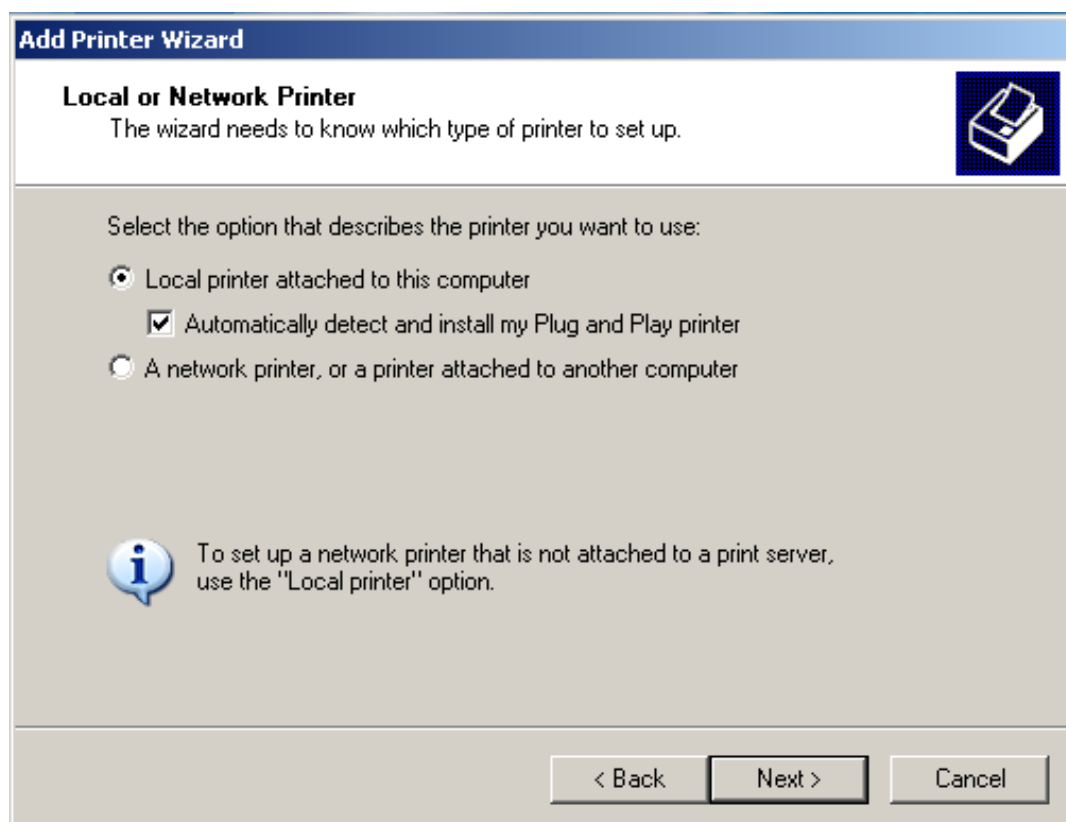 Add Printer Wizard
Local or Network Printer
The wizard needs to know which type of printer to set up.
Select the option that describes the printer you want to use:
Local printer attached to this computer
Automatically detect and install my Plug and Play printer
A network printer, or a printer attached to another computer
To set up a network printer that is not attached to a print server,
use the "Local printer" option.
< Back Next > Cancel